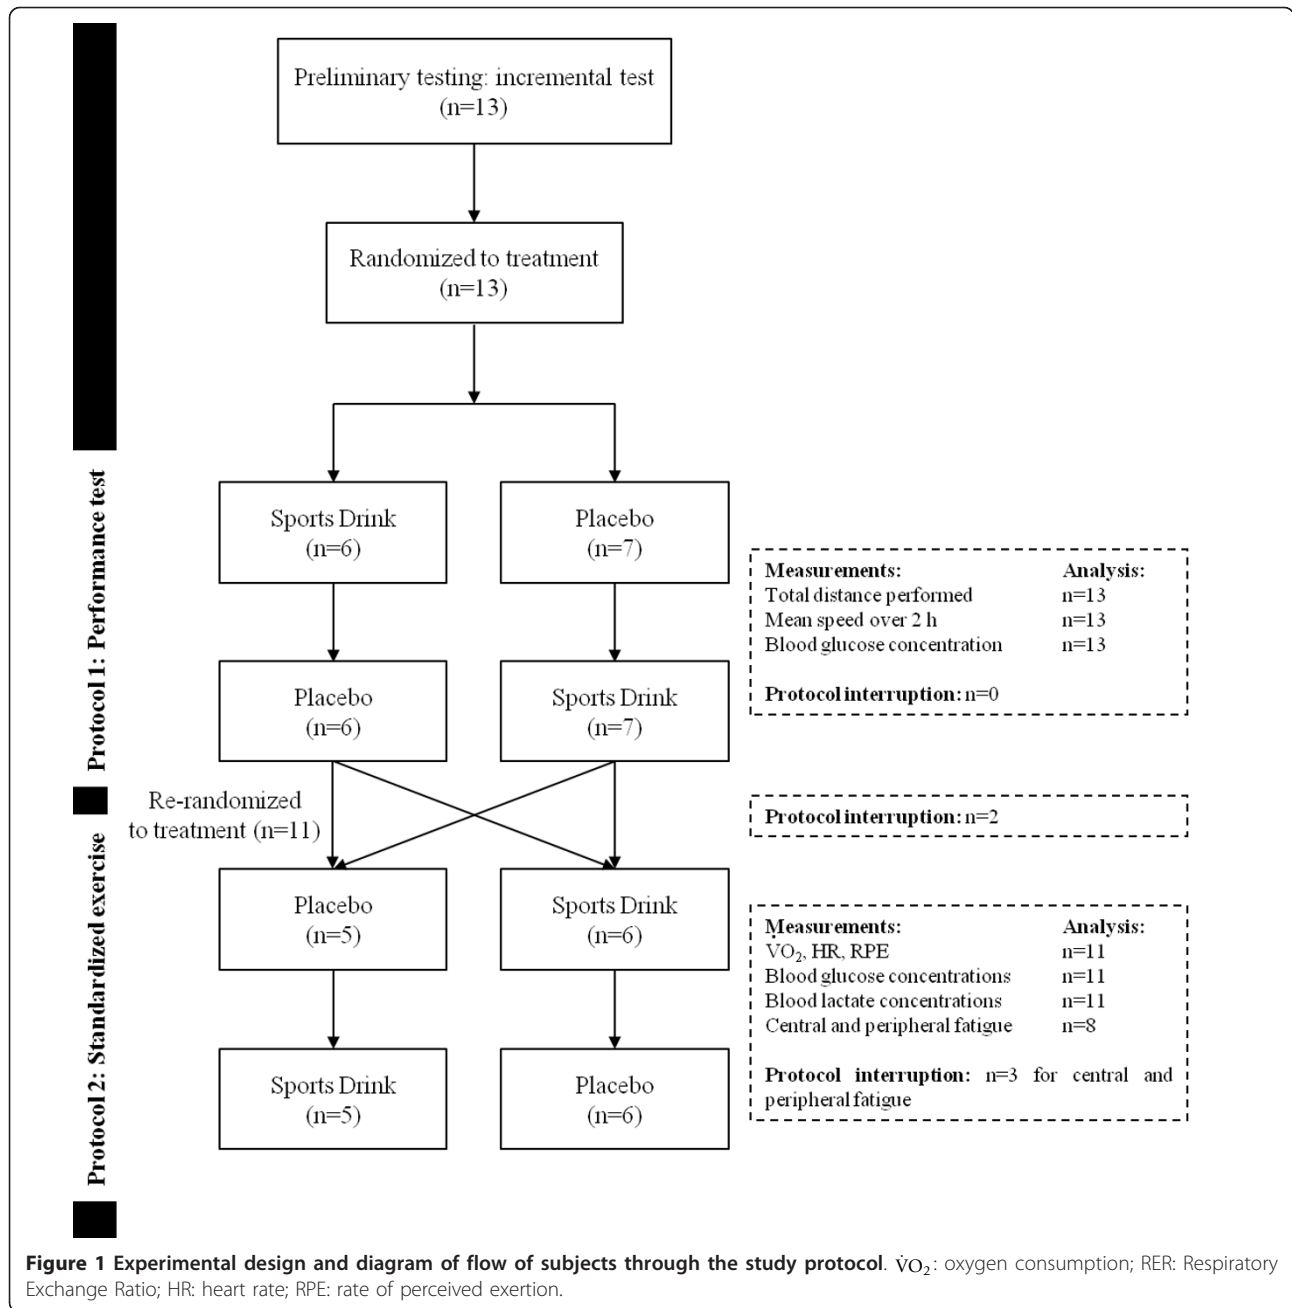 Preliminary testing: incremental test
(n=13)
Randomized to treatment
(n=13)
Protocol 1: Performance test
Sports Drink
(n=6)
Placebo
(n=7)
Measurements: Analysis:
Total distance performed n=13
Mean speed over 2 h n=13
Blood glucose concentration n=13
Protocol interruption: n=0
Placebo
(n=6)
Sports Drink
(n=7)
Re-randomized
to treatment (n=11)
Protocol interruption: n=2
Protocol 2: Standardized exercise
Placebo
(n=5)
Sports Drink
(n=6)
Measurements: Analysis:
V̇O₂, HR, RPE n=11
Blood glucose concentrations n=11
Blood lactate concentrations n=11
Central and peripheral fatigue n=8
Protocol interruption: n=3 for central and
peripheral fatigue
Sports Drink
(n=5)
Placebo
(n=6)
Figure 1 Experimental design and diagram of flow of subjects through the study protocol. V̇O₂: oxygen consumption; RER: Respiratory
Exchange Ratio; HR: heart rate; RPE: rate of perceived exertion.